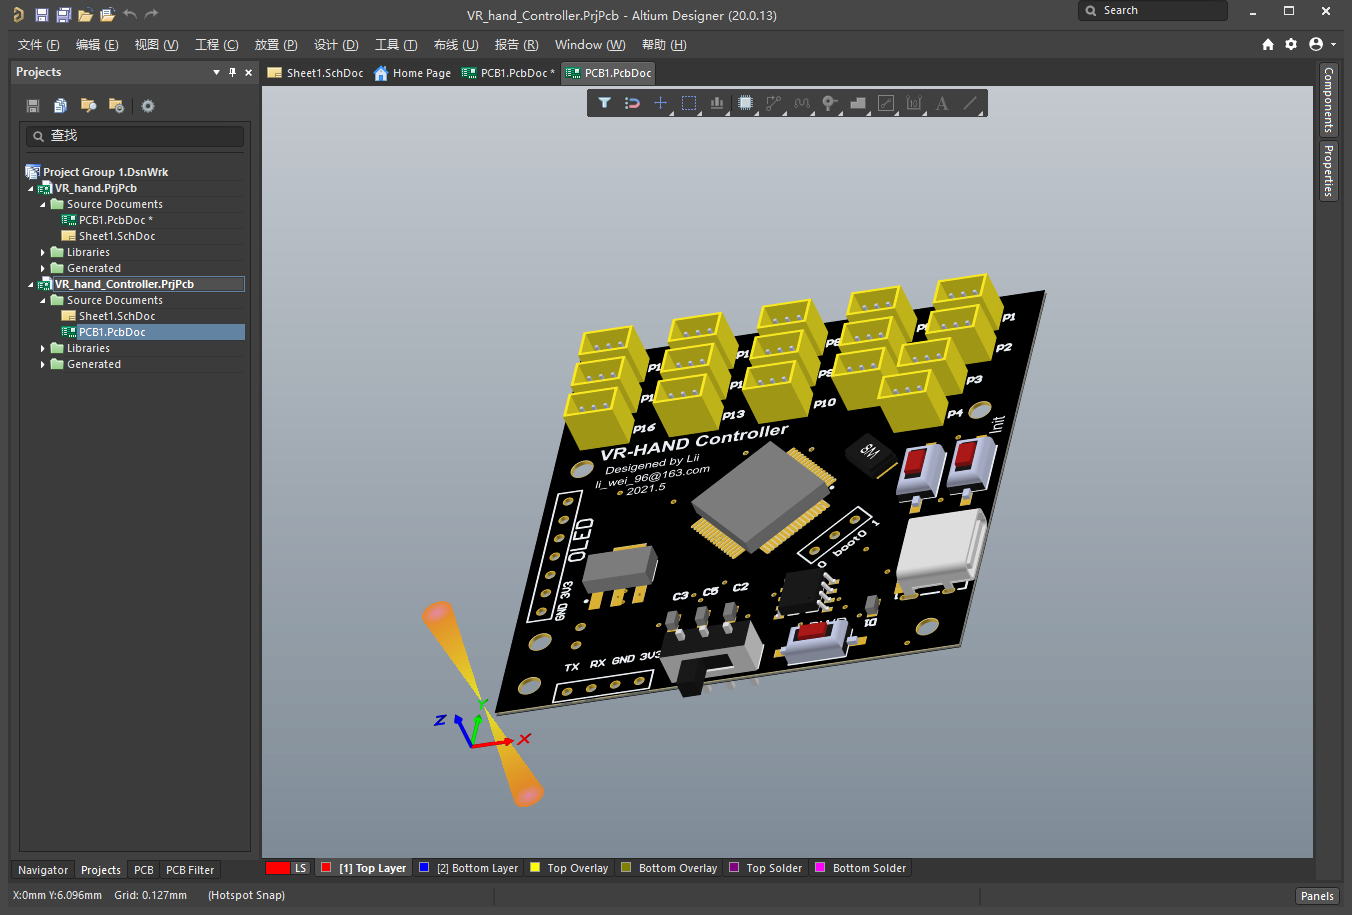 VR_hand_Controller.PrjPcb - Altium Designer (20.0.13)
Search
文件 (F) 编辑 (E) 视图 (V) 工程 (C) 放置 (P) 设计 (D) 工具 (T) 布线 (U) 报告 (R) Window (W) 帮助 (H)
Projects
Sheet1.SchDoc Home Page PCB1.PcbDoc * PCB1.PcbDoc
查找
Project Group 1.DsnWrk
VR_hand.PrjPcb
Source Documents
PCB1.PcbDoc *
Sheet1.SchDoc
Libraries
Generated
VR_hand_Controller.PrjPcb
Source Documents
Sheet1.SchDoc
PCB1.PcbDoc
Libraries
Generated
Components
Properties
P1
P2
P3
P4
P10
P13
P16
VR-HAND Controller
Desigened by Lii
li_wei_96@163.com
2021.5
8M
Init
OLED
GND 3V3
0 boot0 1
C3 C5 C2
D1
TX RX GND 3V3
Z Y X
Navigator Projects PCB PCB Filter
LS [1] Top Layer [2] Bottom Layer Top Overlay Bottom Overlay Top Solder Bottom Solder
X:0mm Y:6.096mm Grid: 0.127mm (Hotspot Snap)
Panels